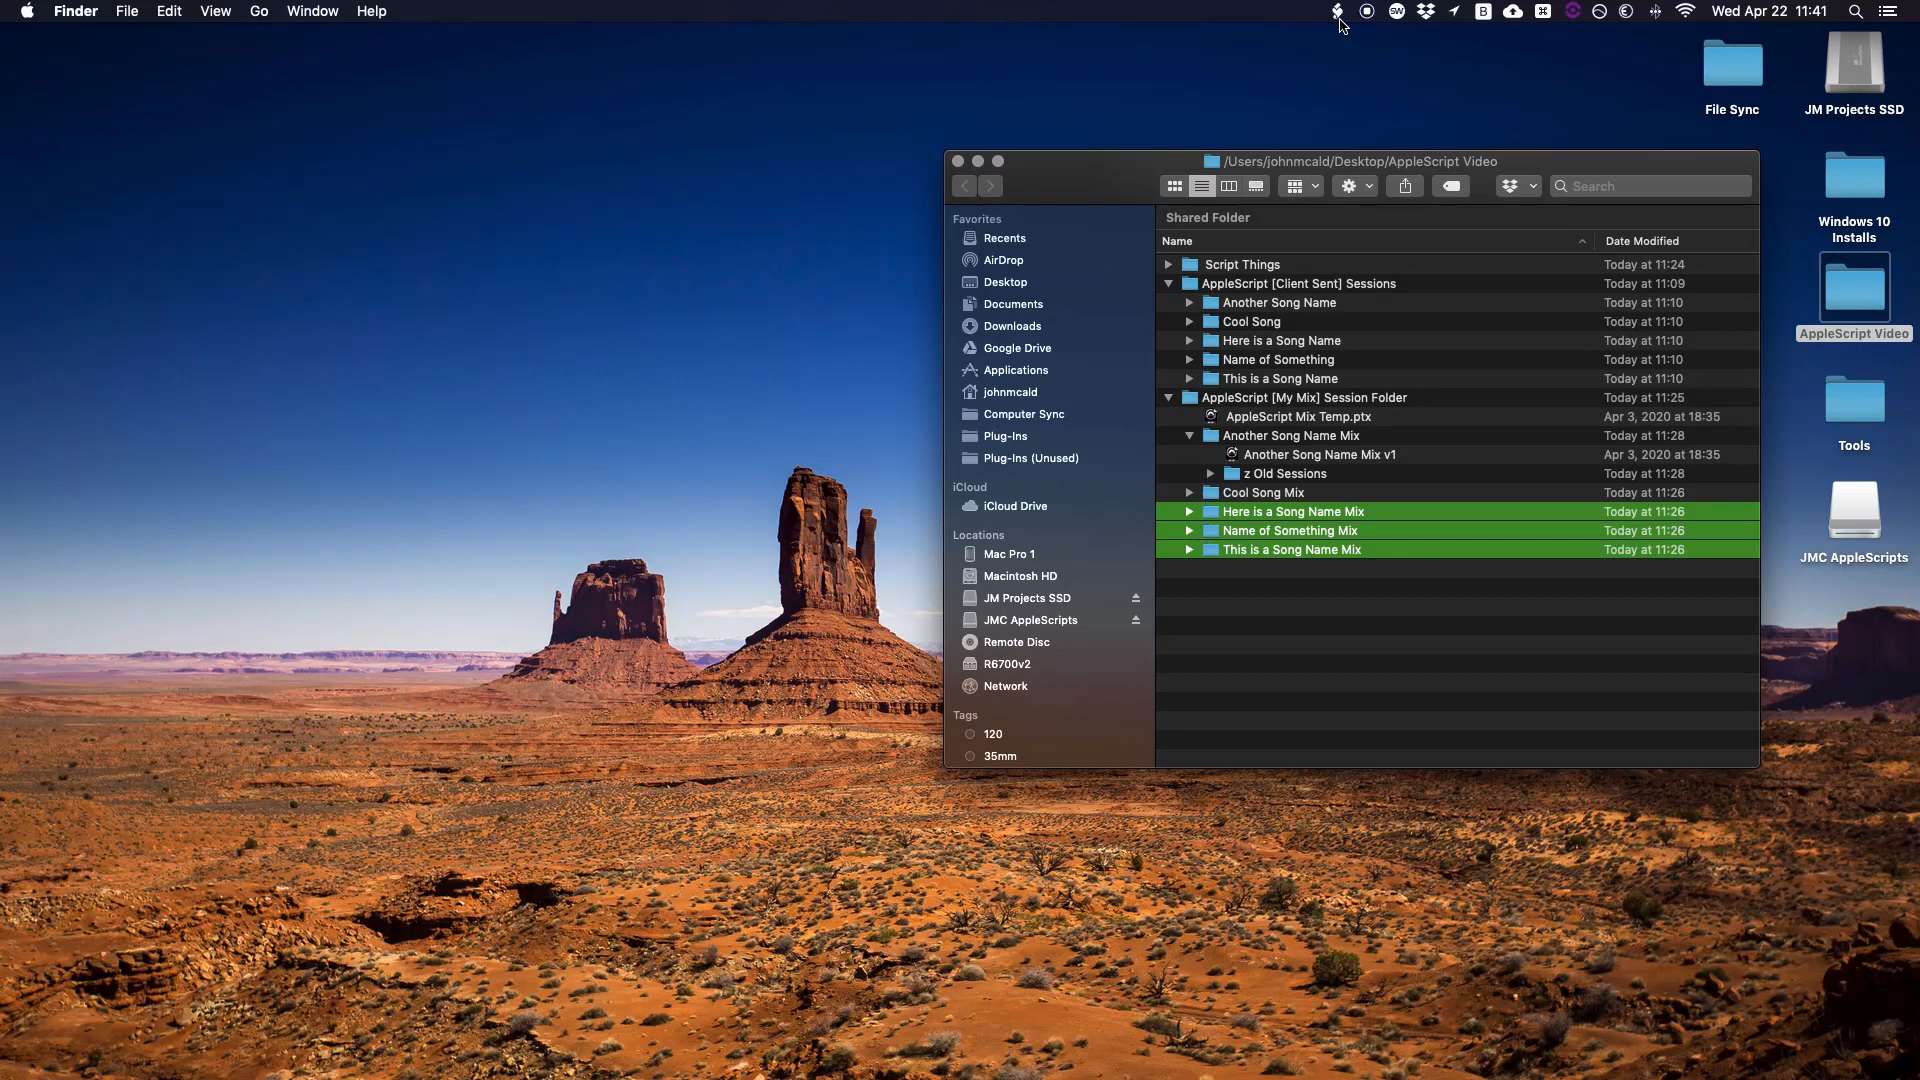 Finder File Edit View Go Window Help
SW B Wed Apr 22 11:41
File Sync
JM Projects SSD
Windows 10
Installs
AppleScript Video
Tools
JMC AppleScripts
/Users/johnmcald/Desktop/AppleScript Video
Search
Favorites
Recents
AirDrop
Desktop
Documents
Downloads
Google Drive
Applications
johnmcald
Computer Sync
Plug-Ins
Plug-Ins (Unused)
iCloud
iCloud Drive
Locations
Mac Pro 1
Macintosh HD
JM Projects SSD
JMC AppleScripts
Remote Disc
R6700v2
Network
Tags
120
35mm
Shared Folder
Name Date Modified
Script Things Today at 11:24
AppleScript [Client Sent] Sessions Today at 11:09
Another Song Name Today at 11:10
Cool Song Today at 11:10
Here is a Song Name Today at 11:10
Name of Something Today at 11:10
This is a Song Name Today at 11:10
AppleScript [My Mix] Session Folder Today at 11:25
AppleScript Mix Temp.ptx Apr 3, 2020 at 18:35
Another Song Name Mix Today at 11:28
Another Song Name Mix v1 Apr 3, 2020 at 18:35
z Old Sessions Today at 11:28
Cool Song Mix Today at 11:26
Here is a Song Name Mix Today at 11:26
Name of Something Mix Today at 11:26
This is a Song Name Mix Today at 11:26